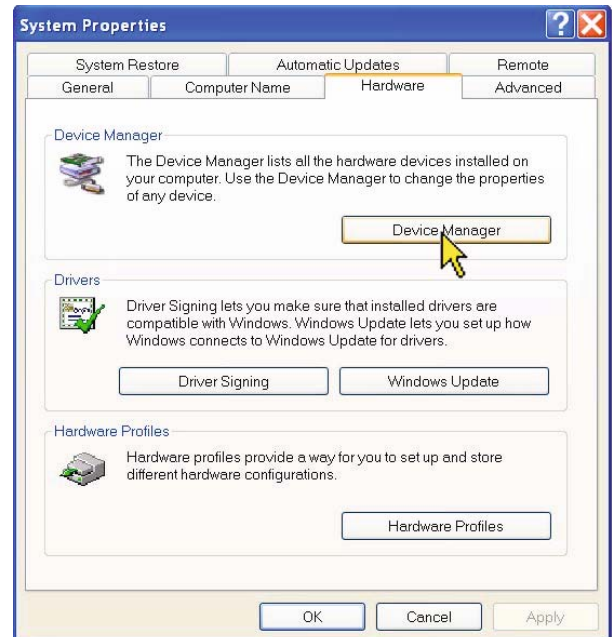 System Properties
System Restore
Automatic Updates
Remote
General
Computer Name
Hardware
Advanced
Device Manager
The Device Manager lists all the hardware devices installed on
your computer. Use the Device Manager to change the properties
of any device.
Device Manager
Drivers
Driver Signing lets you make sure that installed drivers are
compatible with Windows. Windows Update lets you set up how
Windows connects to Windows Update for drivers.
Driver Signing
Windows Update
Hardware Profiles
Hardware profiles provide a way for you to set up and store
different hardware configurations.
Hardware Profiles
OK
Cancel
Apply